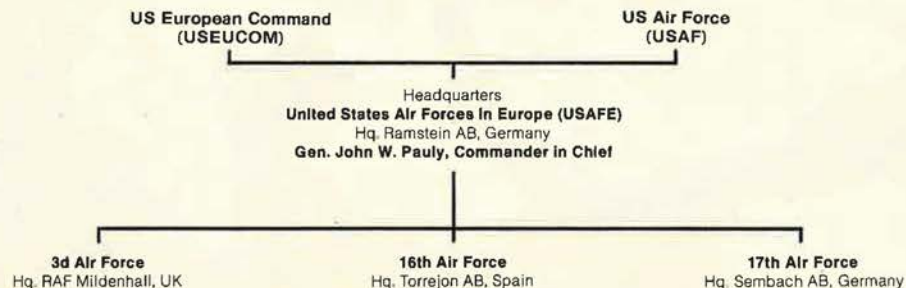 US European Command
(USEUCOM)
US Air Force
(USAF)
Headquarters
United States Air Forces in Europe (USAFE)
Hq. Ramstein AB, Germany
Gen. John W. Pauly, Commander in Chief
3d Air Force
Hq. RAF Mildenhall, UK
16th Air Force
Hq. Torrejon AB, Spain
17th Air Force
Hq. Sembach AB, Germany